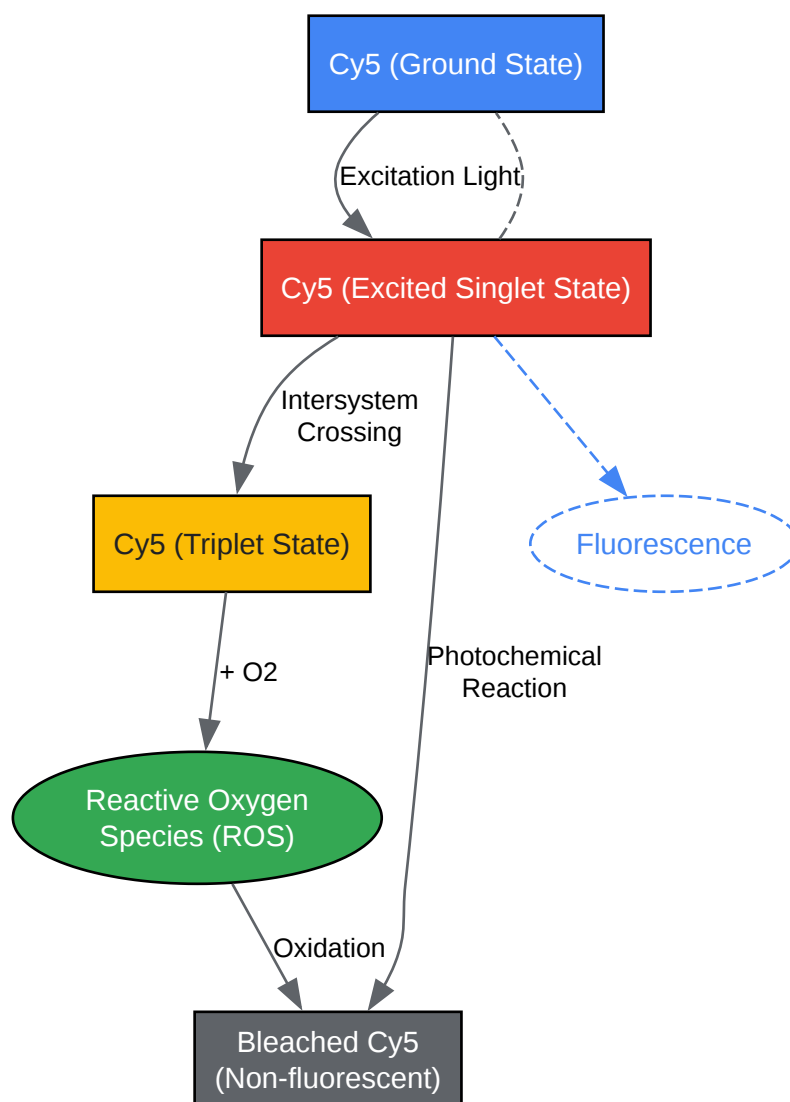 Cy5 (Ground State)
Excitation Light
Cy5 (Excited Singlet State)
Intersystem
Crossing
Cy5 (Triplet State)
Fluorescence
+ O2
Photochemical
Reaction
Reactive Oxygen
Species (ROS)
Oxidation
Bleached Cy5
(Non-fluorescent)